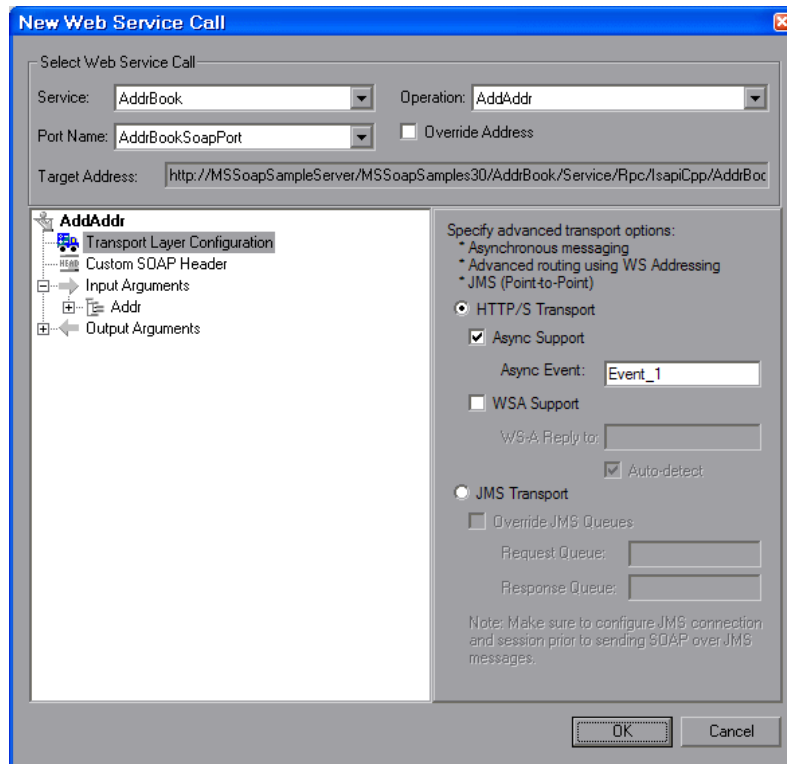 New Web Service Call
Select Web Service Call
Service: AddrBook Operation: AddAddr
Port Name: AddrBookSoapPort Override Address
Target Address: http://MSSoapSampleServer/MSSoapSamples30/AddrBook/Service/Rpc/IsapiCpp/AddrBoc
AddAddr
Transport Layer Configuration
HEAD Custom SOAP Header
Input Arguments
Addr
Output Arguments
Specify advanced transport options:
* Asynchronous messaging
* Advanced routing using WS Addressing
* JMS (Point-to-Point)
HTTP/S Transport
Async Support
Async Event: Event_1
WSA Support
WS-A Reply to:
Auto-detect
JMS Transport
Override JMS Queues
Request Queue:
Response Queue:
Note: Make sure to configure JMS connection
and session prior to sending SOAP over JMS
messages.
OK Cancel